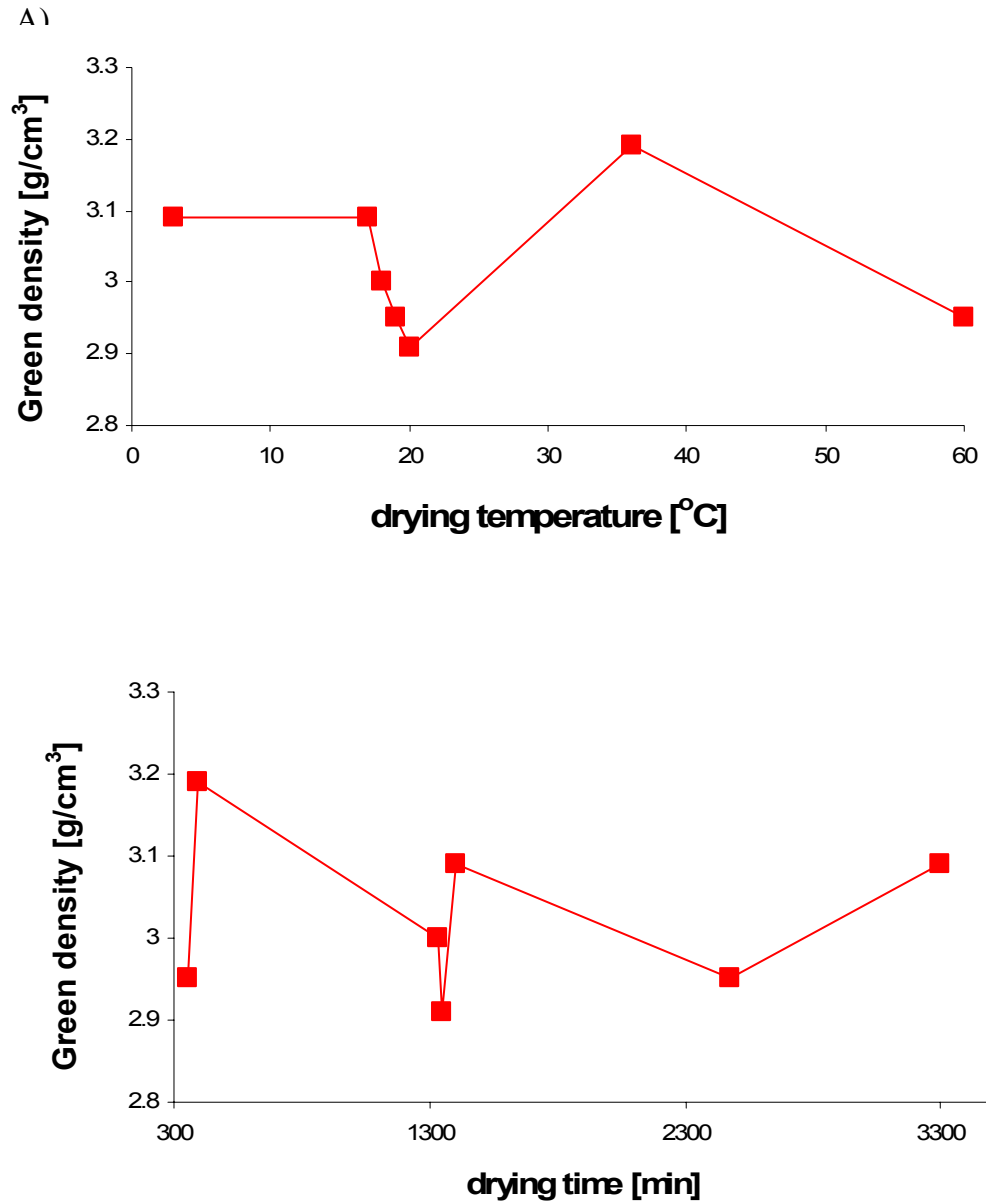 A)
3.3
3.2
3.1
3
2.9
2.8
Green density [g/cm³]
0 10 20 30 40 50 60
drying temperature [°C]
3.3
3.2
3.1
3
2.9
2.8
Green density [g/cm³]
300 1300 2300 3300
drying time [min]